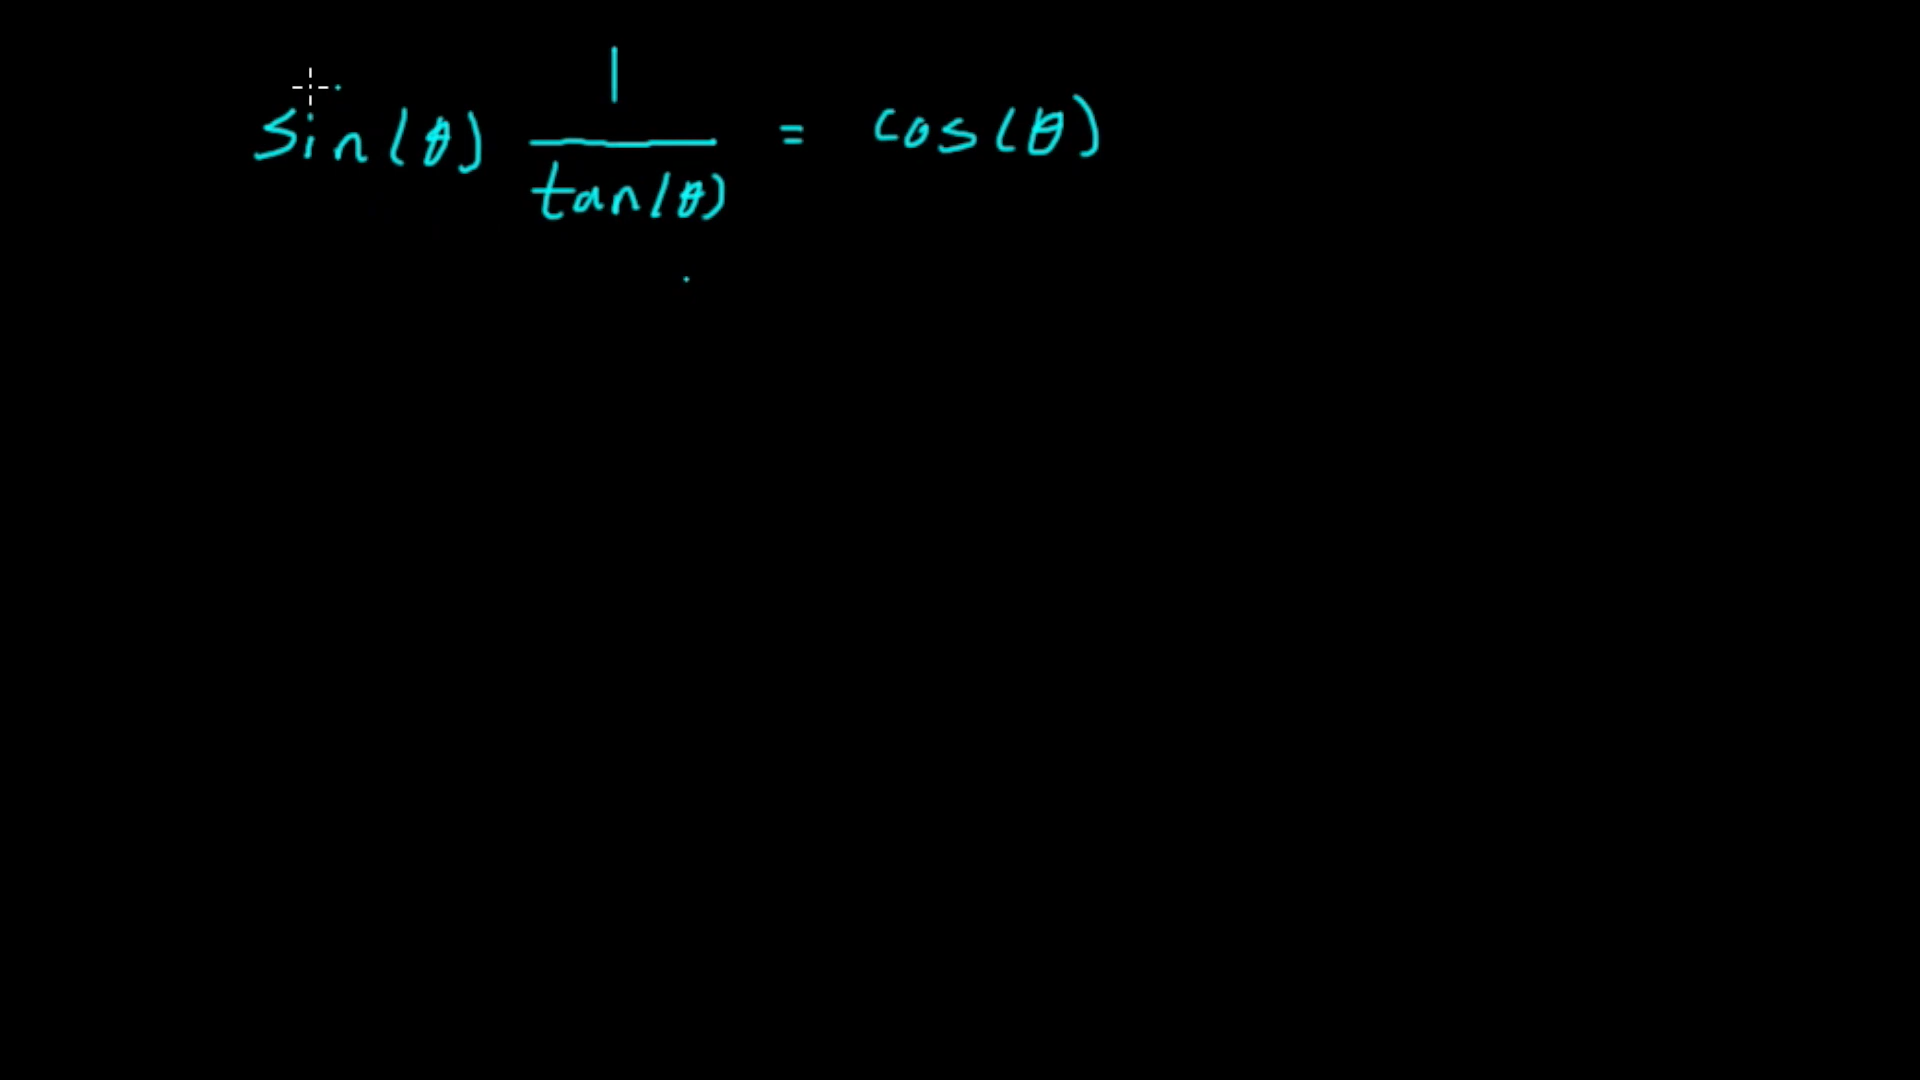 sin(θ) 1/tan(θ) = cos(θ)